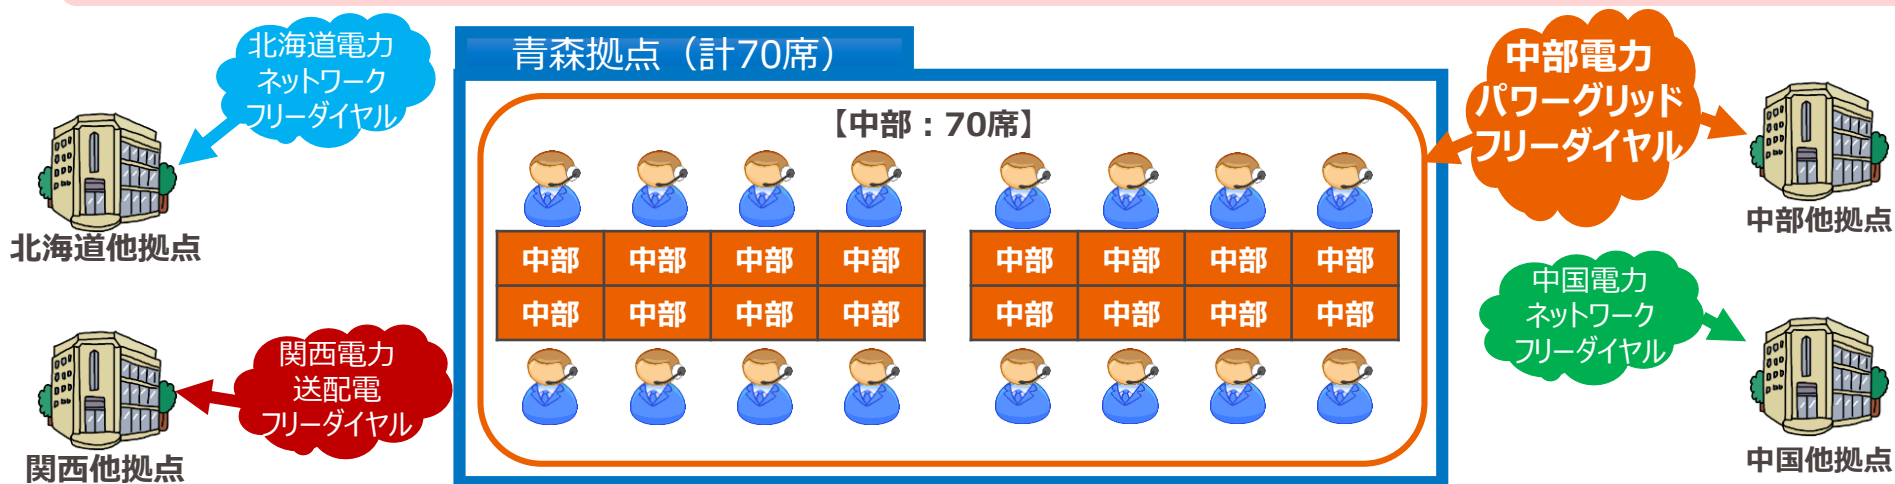 北海道電力
ネットワーク
フリーダイヤル
北海道他拠点
関西電力
送配電
フリーダイヤル
関西他拠点
青森拠点（計70席）
【中部：70席】
中部 中部 中部 中部 中部 中部 中部 中部
中部 中部 中部 中部 中部 中部 中部 中部
中部電力
パワーグリッド
フリーダイヤル
中部他拠点
中国電力
ネットワーク
フリーダイヤル
中国他拠点